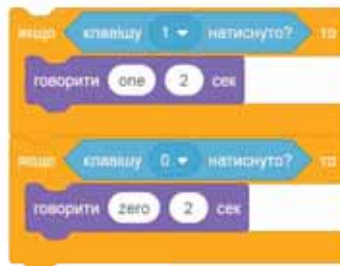 якщо клавішу 1 натиснуто? то
говорити one 2 сек
якщо клавішу 0 натиснуто? то
говорити zero 2 сек